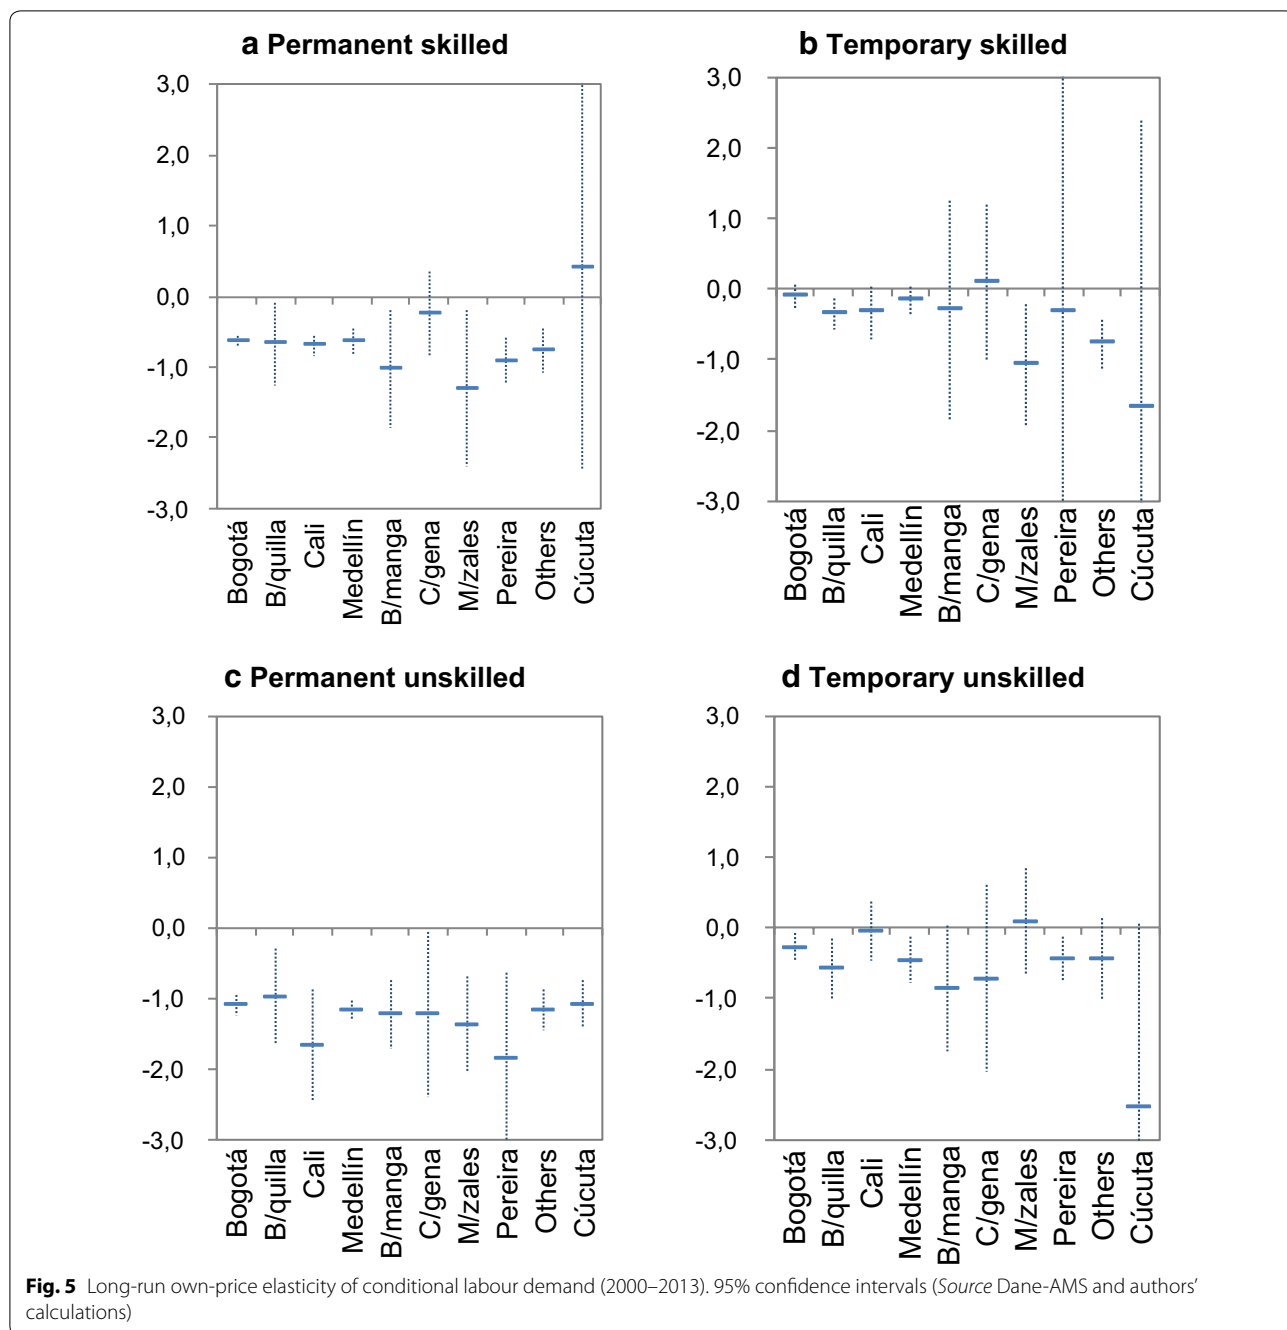 a Permanent skilled
3,0
2,0
1,0
0,0
-1,0
-2,0
-3,0
Bogotá
B/quilla
Cali
Medellín
B/manga
C/gena
M/zales
Pereira
Others
Cúcuta
b Temporary skilled
3,0
2,0
1,0
0,0
-1,0
-2,0
-3,0
Bogotá
B/quilla
Cali
Medellín
B/manga
C/gena
M/zales
Pereira
Others
Cúcuta
c Permanent unskilled
3,0
2,0
1,0
0,0
-1,0
-2,0
-3,0
Bogotá
B/quilla
Cali
Medellín
B/manga
C/gena
M/zales
Pereira
Others
Cúcuta
d Temporary unskilled
3,0
2,0
1,0
0,0
-1,0
-2,0
-3,0
Bogotá
B/quilla
Cali
Medellín
B/manga
C/gena
M/zales
Pereira
Others
Cúcuta
Fig. 5 Long-run own-price elasticity of conditional labour demand (2000–2013). 95% confidence intervals (Source Dane-AMS and authors’
calculations)